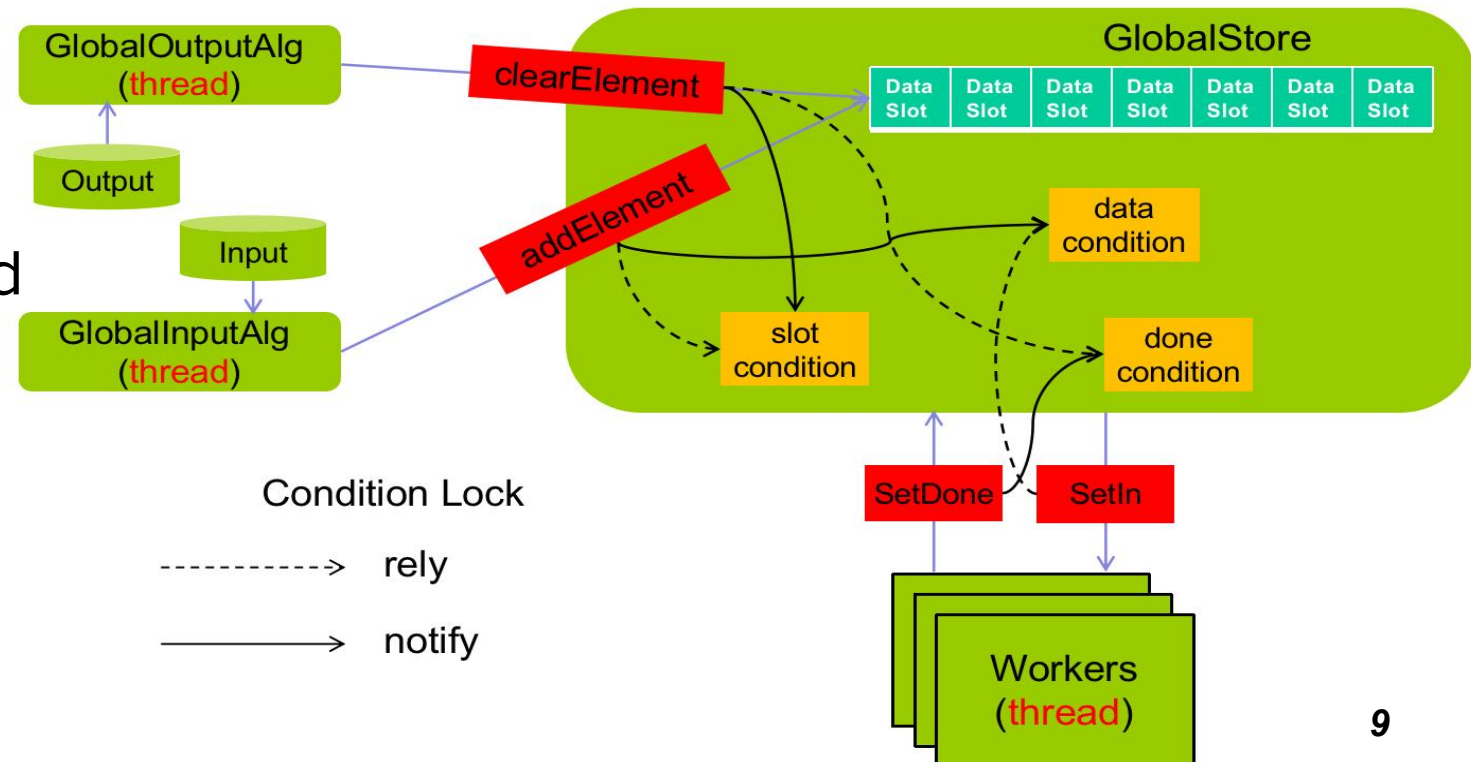 GlobalOutputAlg
(thread)
Output
Input
d
GlobalInputAlg
(thread)
clearElement
addElement
GlobalStore
Data Slot
Data Slot
Data Slot
Data Slot
Data Slot
Data Slot
Data Slot
data
condition
slot
condition
done
condition
SetDone
SetIn
Condition Lock
rely
notify
Workers
(thread)
9